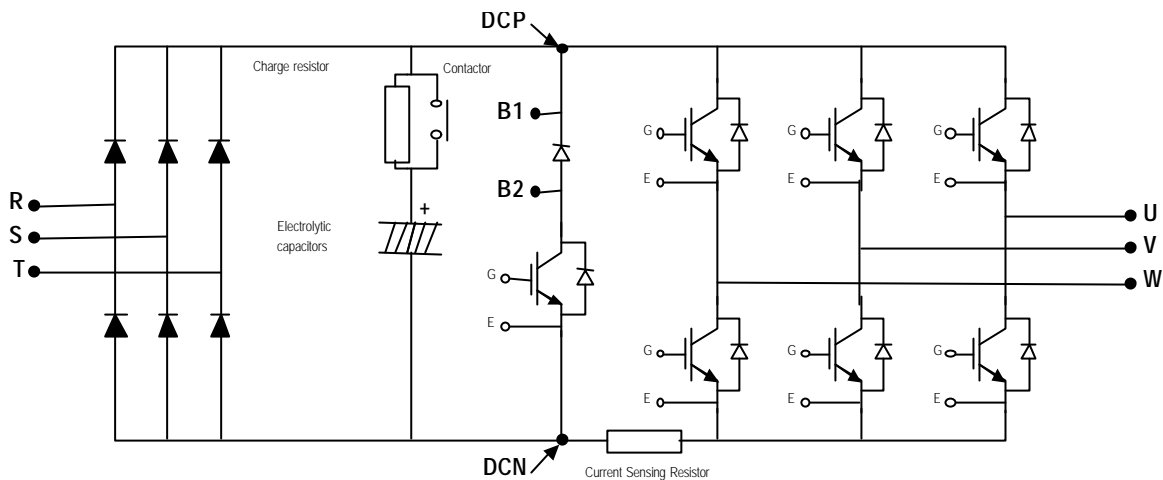 DCP
Charge resistor
Contactor
B1
G
G
G
B2
E
E
E
R
S
T
+
Electrolytic
capacitors
U
V
W
G
E
G
G
G
E
E
E
DCN
Current Sensing Resistor